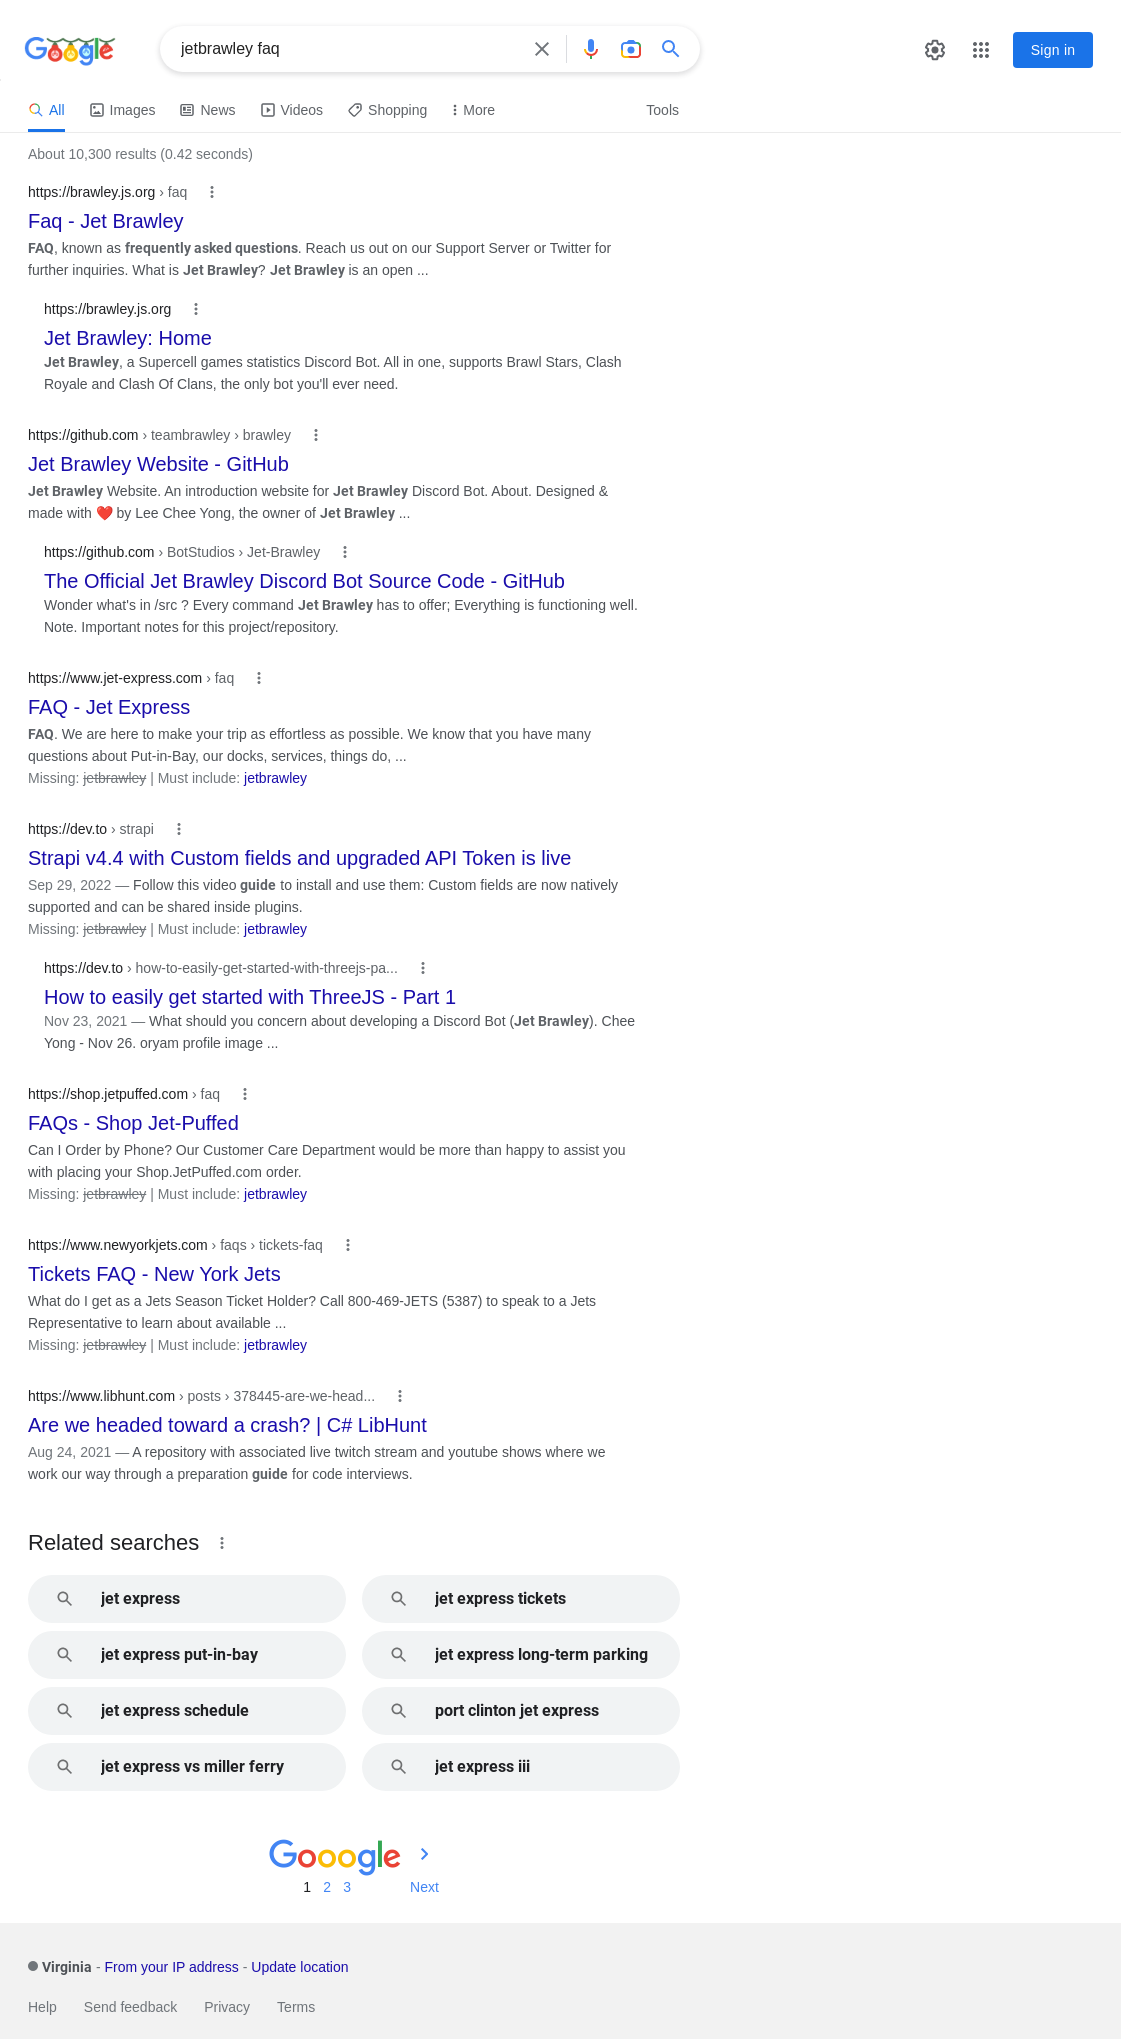 Google
jetbrawley faq
Sign in
All Images News Videos Shopping More Tools
About 10,300 results (0.42 seconds)
https://brawley.js.org › faq
Faq - Jet Brawley
FAQ, known as frequently asked questions. Reach us out on our Support Server or Twitter for
further inquiries. What is Jet Brawley? Jet Brawley is an open ...
https://brawley.js.org
Jet Brawley: Home
Jet Brawley, a Supercell games statistics Discord Bot. All in one, supports Brawl Stars, Clash
Royale and Clash Of Clans, the only bot you'll ever need.
https://github.com › teambrawley › brawley
Jet Brawley Website - GitHub
Jet Brawley Website. An introduction website for Jet Brawley Discord Bot. About. Designed &
made with ❤️ by Lee Chee Yong, the owner of Jet Brawley ...
https://github.com › BotStudios › Jet-Brawley
The Official Jet Brawley Discord Bot Source Code - GitHub
Wonder what's in /src ? Every command Jet Brawley has to offer; Everything is functioning well.
Note. Important notes for this project/repository.
https://www.jet-express.com › faq
FAQ - Jet Express
FAQ. We are here to make your trip as effortless as possible. We know that you have many
questions about Put-in-Bay, our docks, services, things do, ...
Missing: jetbrawley | Must include: jetbrawley
https://dev.to › strapi
Strapi v4.4 with Custom fields and upgraded API Token is live
Sep 29, 2022 — Follow this video guide to install and use them: Custom fields are now natively
supported and can be shared inside plugins.
Missing: jetbrawley | Must include: jetbrawley
https://dev.to › how-to-easily-get-started-with-threejs-pa...
How to easily get started with ThreeJS - Part 1
Nov 23, 2021 — What should you concern about developing a Discord Bot (Jet Brawley). Chee
Yong - Nov 26. oryam profile image ...
https://shop.jetpuffed.com › faq
FAQs - Shop Jet-Puffed
Can I Order by Phone? Our Customer Care Department would be more than happy to assist you
with placing your Shop.JetPuffed.com order.
Missing: jetbrawley | Must include: jetbrawley
https://www.newyorkjets.com › faqs › tickets-faq
Tickets FAQ - New York Jets
What do I get as a Jets Season Ticket Holder? Call 800-469-JETS (5387) to speak to a Jets
Representative to learn about available ...
Missing: jetbrawley | Must include: jetbrawley
https://www.libhunt.com › posts › 378445-are-we-head...
Are we headed toward a crash? | C# LibHunt
Aug 24, 2021 — A repository with associated live twitch stream and youtube shows where we
work our way through a preparation guide for code interviews.
Related searches
jet express
jet express tickets
jet express put-in-bay
jet express long-term parking
jet express schedule
port clinton jet express
jet express vs miller ferry
jet express iii
Gooogle
1 2 3 Next
Virginia - From your IP address - Update location
Help Send feedback Privacy Terms